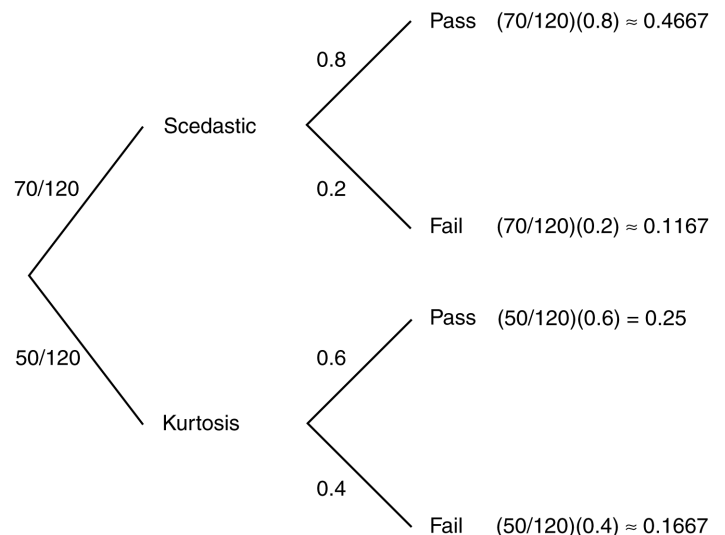 Pass (70/120)(0.8) ≈ 0.4667
0.8
Scedastic
70/120
0.2
Fail (70/120)(0.2) ≈ 0.1167
Pass (50/120)(0.6) = 0.25
50/120
0.6
Kurtosis
0.4
Fail (50/120)(0.4) ≈ 0.1667